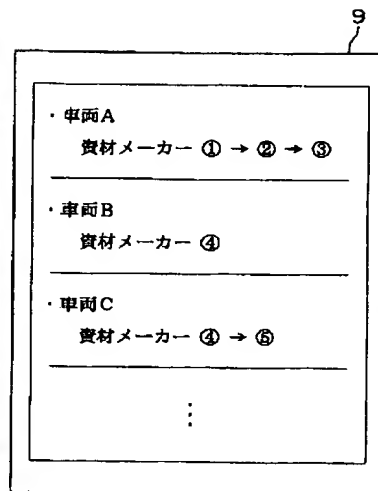 9
・車両A
資材メーカー ① → ② → ③
・車両B
資材メーカー ④
・車両C
資材メーカー ④ → ⑤
⋮